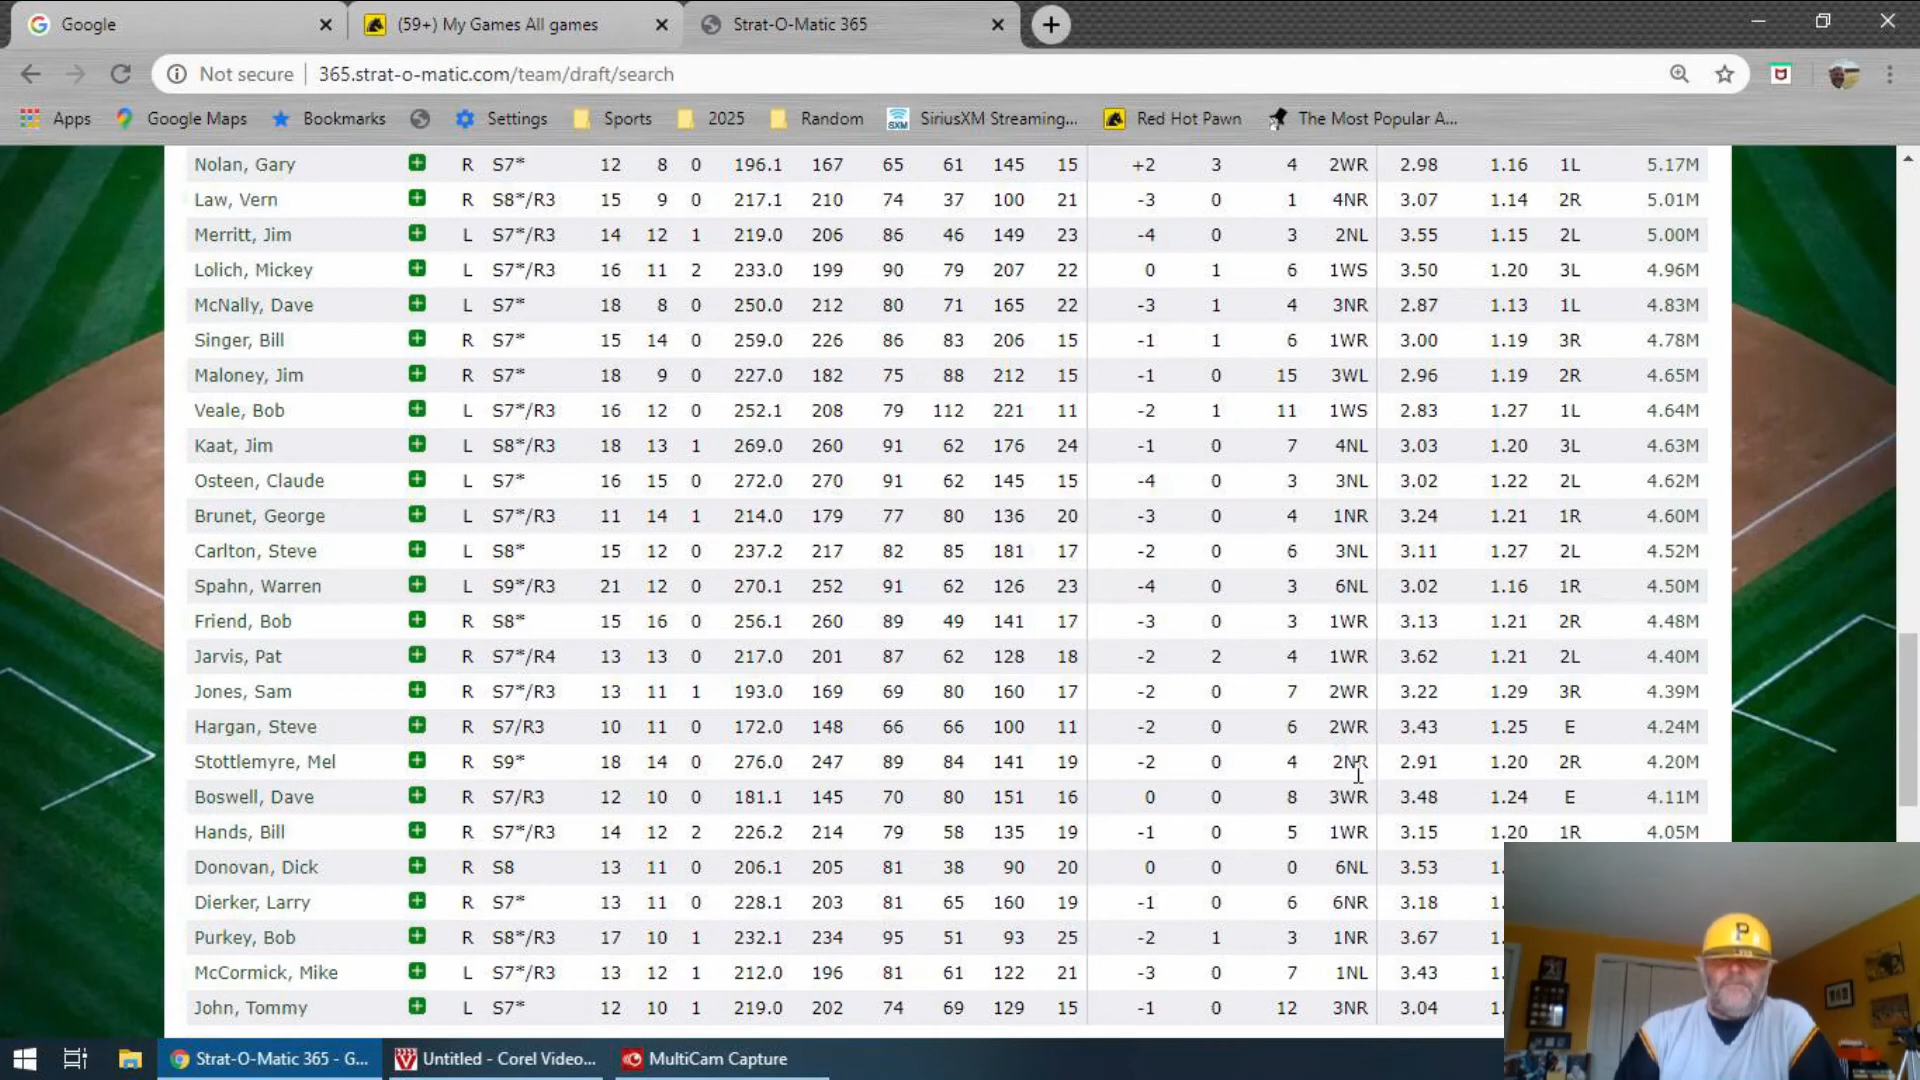 Google
(59+) My Games All games
Strat-O-Matic 365
Not secure 365.strat-o-matic.com/team/draft/search
Apps Google Maps Bookmarks Settings Sports 2025 Random SiriusXM Streaming... Red Hot Pawn The Most Popular A...
Nolan, Gary R S7* 12 8 0 196.1 167 65 61 145 15 +2 3 4 2WR 2.98 1.16 1L 5.17M
Law, Vern R S8*/R3 15 9 0 217.1 210 74 37 100 21 -3 0 1 4NR 3.07 1.14 2R 5.01M
Merritt, Jim L S7*/R3 14 12 1 219.0 206 86 46 149 23 -4 0 3 2NL 3.55 1.15 2L 5.00M
Lolich, Mickey L S7*/R3 16 11 2 233.0 199 90 79 207 22 0 1 6 1WS 3.50 1.20 3L 4.96M
McNally, Dave L S7* 18 8 0 250.0 212 80 71 165 22 -3 1 4 3NR 2.87 1.13 1L 4.83M
Singer, Bill R S7* 15 14 0 259.0 226 86 83 206 15 -1 1 6 1WR 3.00 1.19 3R 4.78M
Maloney, Jim R S7* 18 9 0 227.0 182 75 88 212 15 -1 0 15 3WL 2.96 1.19 2R 4.65M
Veale, Bob L S7*/R3 16 12 0 252.1 208 79 112 221 11 -2 1 11 1WS 2.83 1.27 1L 4.64M
Kaat, Jim L S8*/R3 18 13 1 269.0 260 91 62 176 24 -1 0 7 4NL 3.03 1.20 3L 4.63M
Osteen, Claude L S7* 16 15 0 272.0 270 91 62 145 15 -4 0 3 3NL 3.02 1.22 2L 4.62M
Brunet, George L S7*/R3 11 14 1 214.0 179 77 80 136 20 -3 0 4 1NR 3.24 1.21 1R 4.60M
Carlton, Steve L S8* 15 12 0 237.2 217 82 85 181 17 -2 0 6 3NL 3.11 1.27 2L 4.52M
Spahn, Warren L S9*/R3 21 12 0 270.1 252 91 62 126 23 -4 0 3 6NL 3.02 1.16 1R 4.50M
Friend, Bob R S8* 15 16 0 256.1 260 89 49 141 17 -3 0 3 1WR 3.13 1.21 2R 4.48M
Jarvis, Pat R S7*/R4 13 13 0 217.0 201 87 62 128 18 -2 2 4 1WR 3.62 1.21 2L 4.40M
Jones, Sam R S7*/R3 13 11 1 193.0 169 69 80 160 17 -2 0 7 2WR 3.22 1.29 3R 4.39M
Hargan, Steve R S7/R3 10 11 0 172.0 148 66 66 100 11 -2 0 6 2WR 3.43 1.25 E 4.24M
Stottlemyre, Mel R S9* 18 14 0 276.0 247 89 84 141 19 -2 0 4 2NR 2.91 1.20 2R 4.20M
Boswell, Dave R S7/R3 12 10 0 181.1 145 70 80 151 16 0 0 8 3WR 3.48 1.24 E 4.11M
Hands, Bill R S7*/R3 14 12 2 226.2 214 79 58 135 19 -1 0 5 1WR 3.15 1.20 1R 4.05M
Donovan, Dick R S8 13 11 0 206.1 205 81 38 90 20 0 0 0 6NL 3.53 1.
Dierker, Larry R S7* 13 11 0 228.1 203 81 65 160 19 -1 0 6 6NR 3.18 1.
Purkey, Bob R S8*/R3 17 10 1 232.1 234 95 51 93 25 -2 1 3 1NR 3.67 1.
McCormick, Mike L S7*/R3 13 12 1 212.0 196 81 61 122 21 -3 0 7 1NL 3.43 1.
John, Tommy L S7* 12 10 1 219.0 202 74 69 129 15 -1 0 12 3NR 3.04 1.
P
Strat-O-Matic 365 - G... Untitled - Corel Video... MultiCam Capture